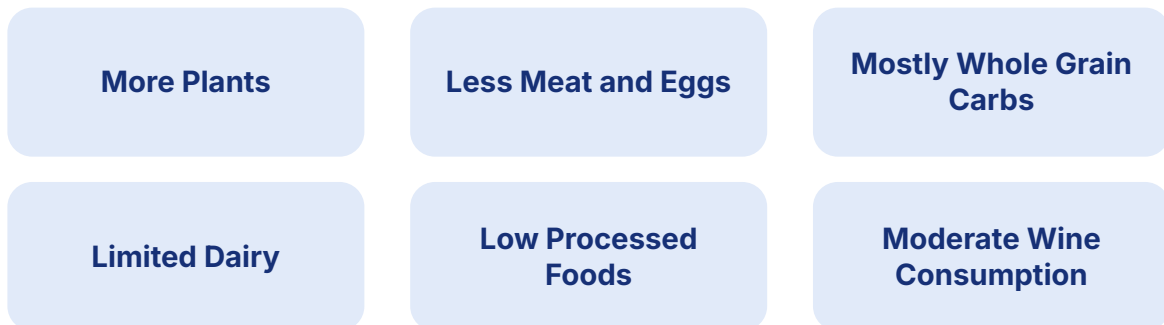 More Plants
Less Meat and Eggs
Mostly Whole Grain
Carbs
Limited Dairy
Low Processed
Foods
Moderate Wine
Consumption